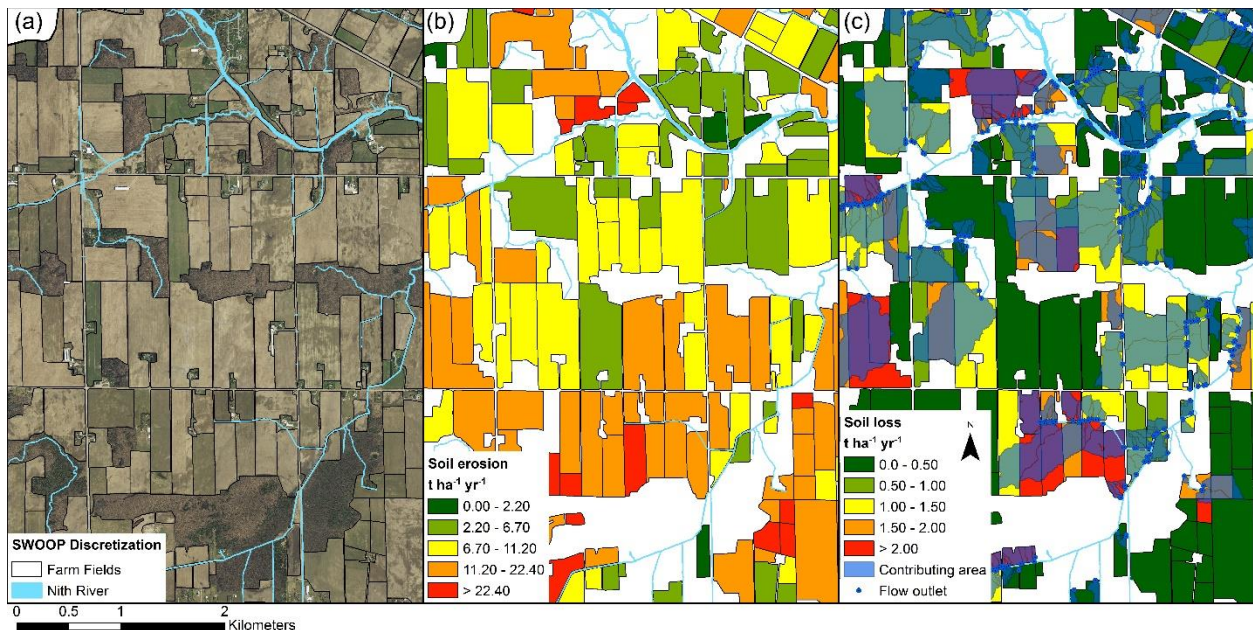 (a)
SWOOP Discretization
Farm Fields
Nith River
0 0.5 1 2
Kilometers
(b)
Soil erosion
t ha⁻¹ yr⁻¹
0.00 - 2.20
2.20 - 6.70
6.70 - 11.20
11.20 - 22.40
> 22.40
(c)
Soil loss
N
t ha⁻¹ yr⁻¹
0.0 - 0.50
0.50 - 1.00
1.00 - 1.50
1.50 - 2.00
> 2.00
Contributing area
Flow outlet